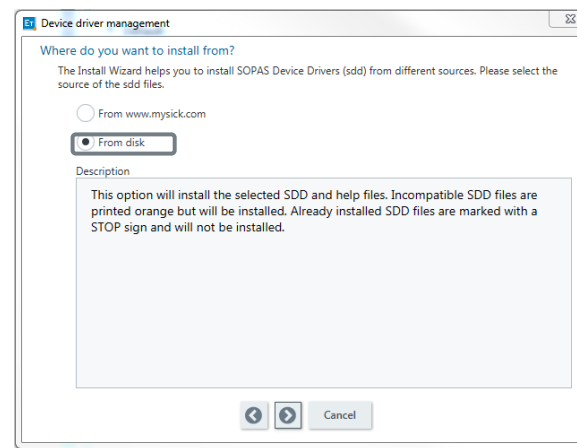 ET Device driver management
Where do you want to install from?
The Install Wizard helps you to install SOPAS Device Drivers (sdd) from different sources. Please select the
source of the sdd files.
From www.mysick.com
From disk
Description
This option will install the selected SDD and help files. Incompatible SDD files are
printed orange but will be installed. Already installed SDD files are marked with a
STOP sign and will not be installed.
Cancel